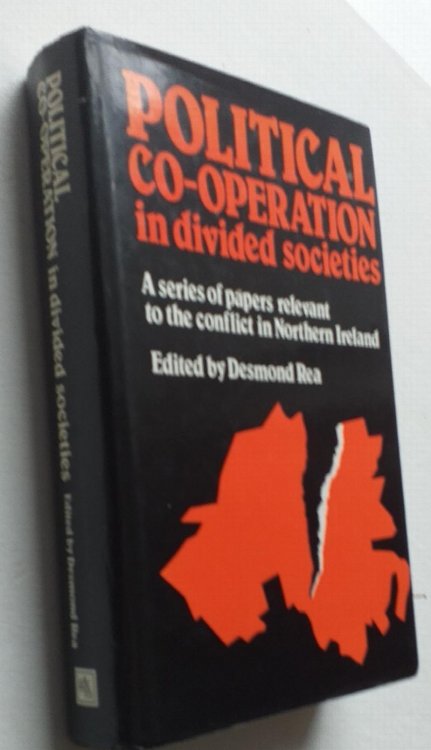 POLITICAL
CO-OPERATION
in divided societies
A series of papers relevant
to the conflict in Northern Ireland
Edited by Desmond Rea
POLITICAL
CO-OPERATION in divided societies
Edited by Desmond Rea